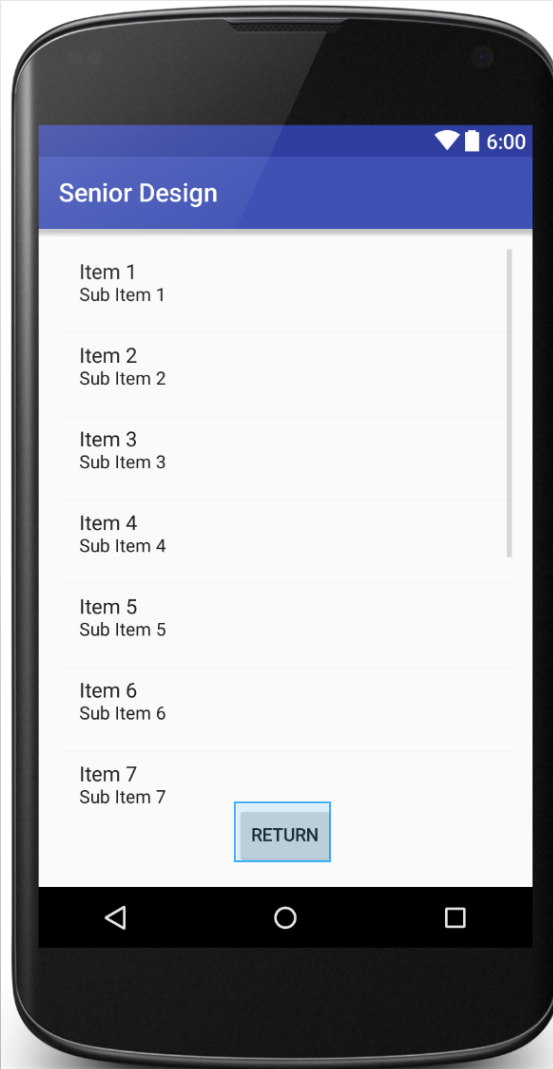 6:00
Senior Design
Item 1
Sub Item 1
Item 2
Sub Item 2
Item 3
Sub Item 3
Item 4
Sub Item 4
Item 5
Sub Item 5
Item 6
Sub Item 6
Item 7
Sub Item 7
RETURN